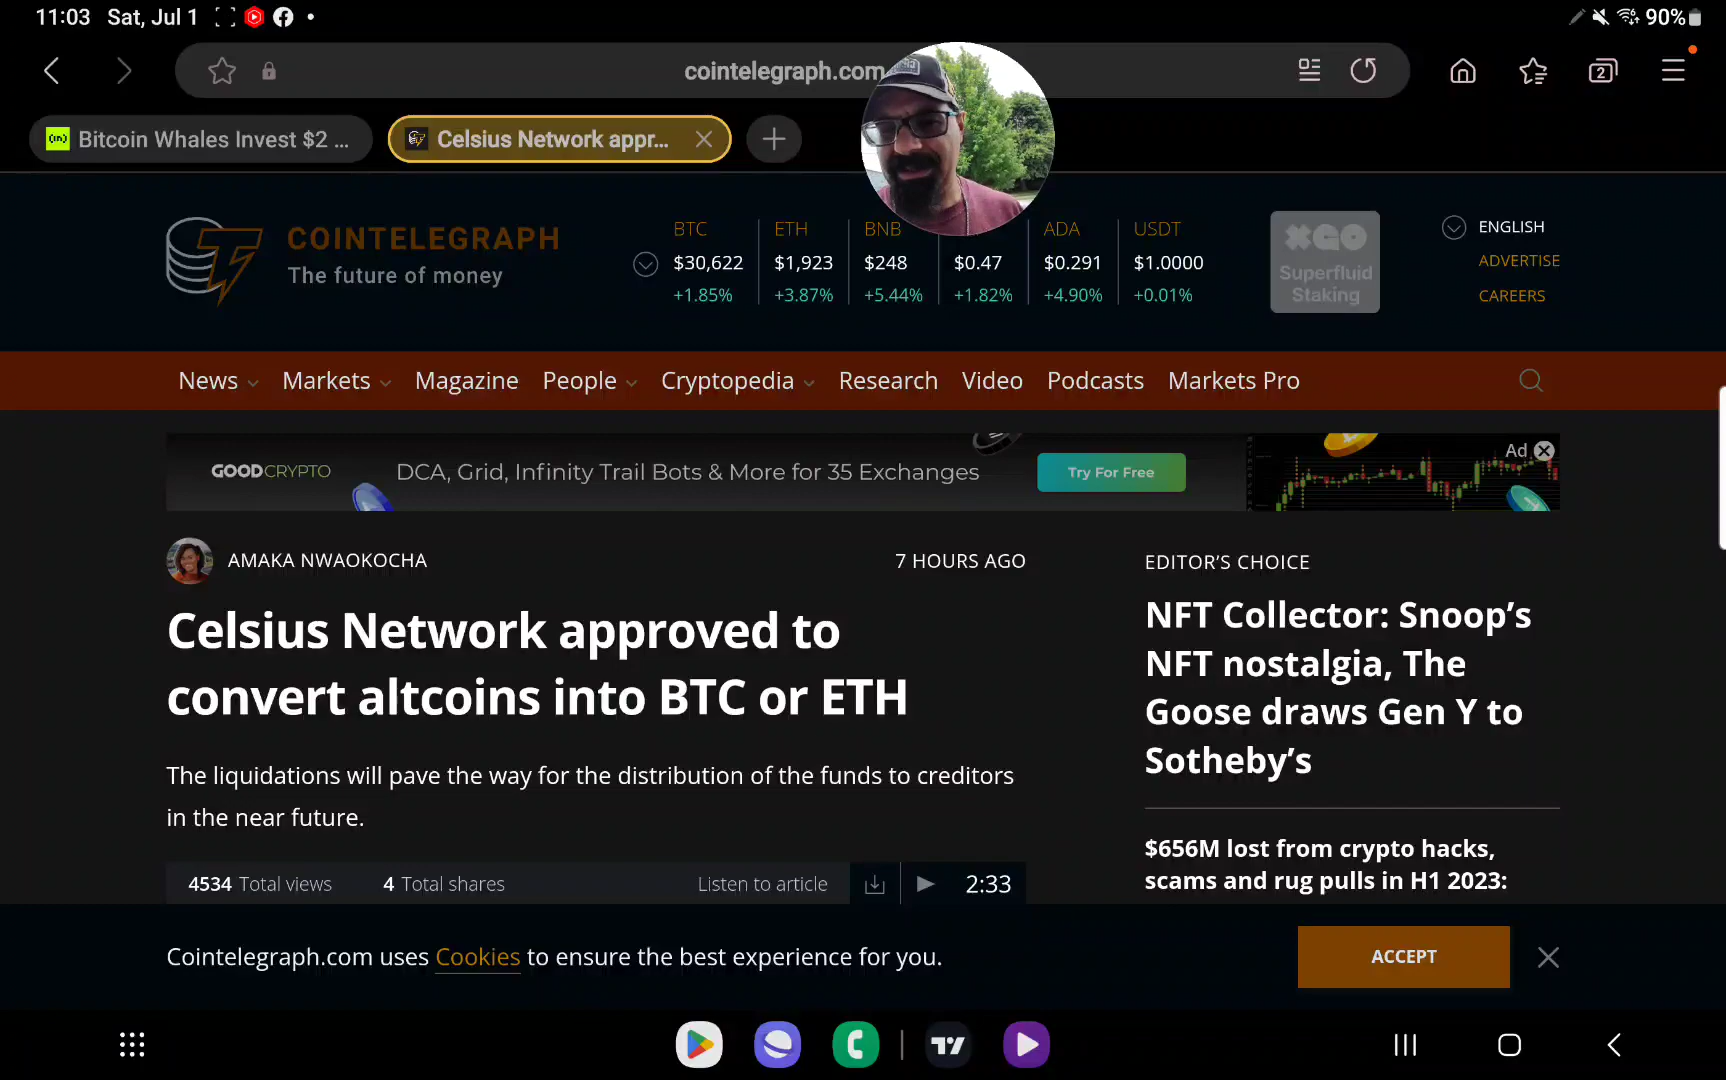 11:03 Sat, Jul 1
90%
cointelegraph.com
2
Bitcoin Whales Invest $2 ...
Celsius Network appr...
COINTELEGRAPH
The future of money
BTC ETH BNB ADA USDT
$30,622 $1,923 $248 $0.47 $0.291 $1.0000
+1.85% +3.87% +5.44% +1.82% +4.90% +0.01%
Superfluid
Staking
ENGLISH
ADVERTISE
CAREERS
News Markets Magazine People Cryptopedia Research Video Podcasts Markets Pro
GOODCRYPTO DCA, Grid, Infinity Trail Bots & More for 35 Exchanges Try For Free
Ad
AMAKA NWAOKOCHA 7 HOURS AGO
Celsius Network approved to
convert altcoins into BTC or ETH
The liquidations will pave the way for the distribution of the funds to creditors
in the near future.
4534 Total views 4 Total shares Listen to article 2:33
EDITOR’S CHOICE
NFT Collector: Snoop’s
NFT nostalgia, The
Goose draws Gen Y to
Sotheby’s
$656M lost from crypto hacks,
scams and rug pulls in H1 2023:
Cointelegraph.com uses Cookies to ensure the best experience for you.
ACCEPT